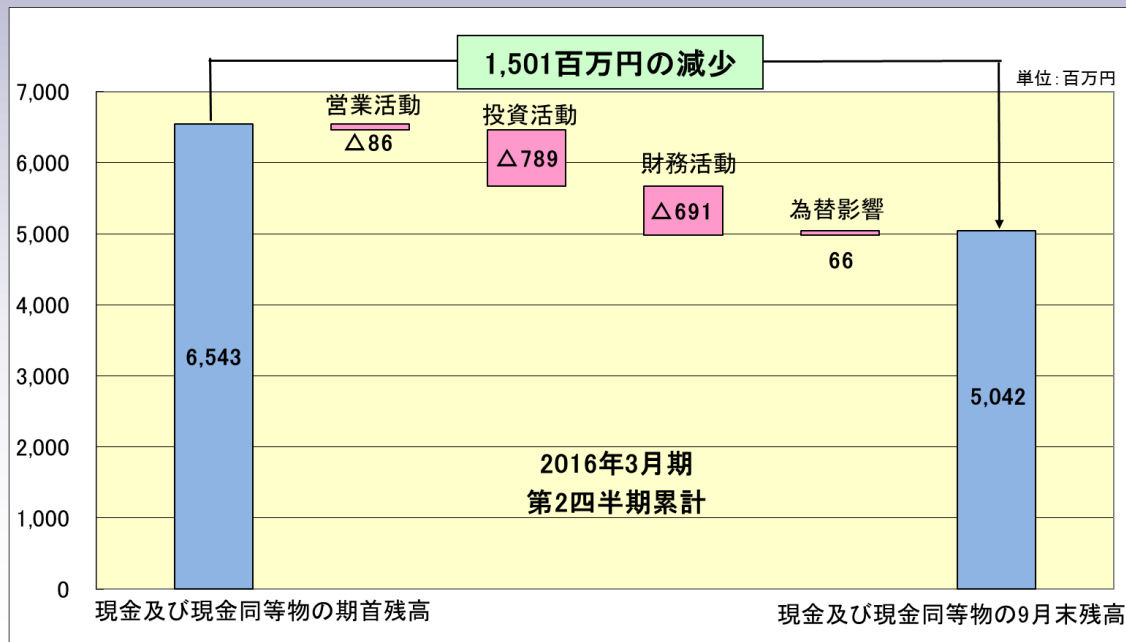 1,501百万円の減少
単位:百万円
7,000
6,000
5,000
4,000
3,000
2,000
1,000
0
営業活動
△86
投資活動
△789
財務活動
△691
為替影響
66
6,543
5,042
2016年3月期
第2四半期累計
現金及び現金同等物の期首残高
現金及び現金同等物の9月末残高